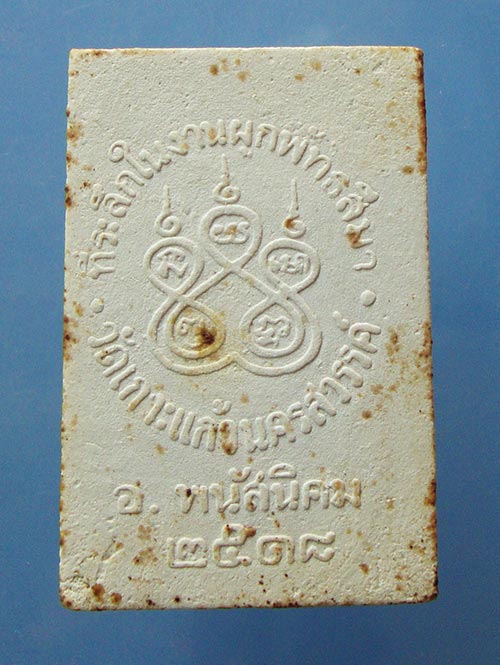 ที่ระลึกในงานผูกพัทธสีมา
วัดเกาะแก้วนครสวรรค์
อ. พนัสนิคม
๒๕๑๘